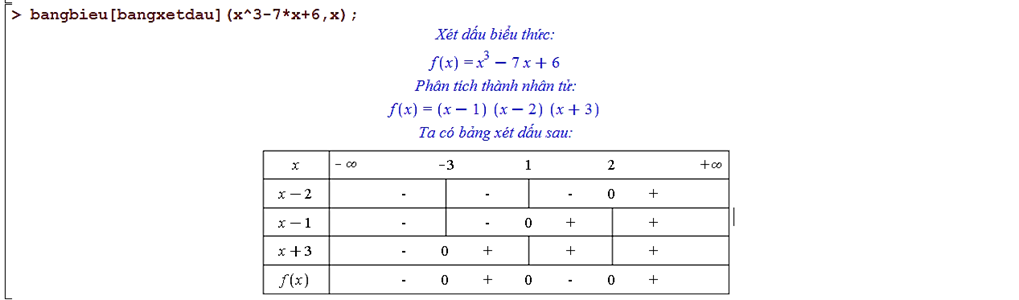 > bangbieu[bangxetdau](x^3-7*x+6,x);
Xét dấu biểu thức:
f(x) = x³ − 7 x + 6
Phân tích thành nhân tử:
f(x) = (x − 1) (x − 2) (x + 3)
Ta có bảng xét dấu sau:
x − ∞ −3 1 2 +∞
x − 2 - - - 0 +
x − 1 - - 0 + +
x + 3 - 0 + + +
f(x) - 0 + 0 - 0 +